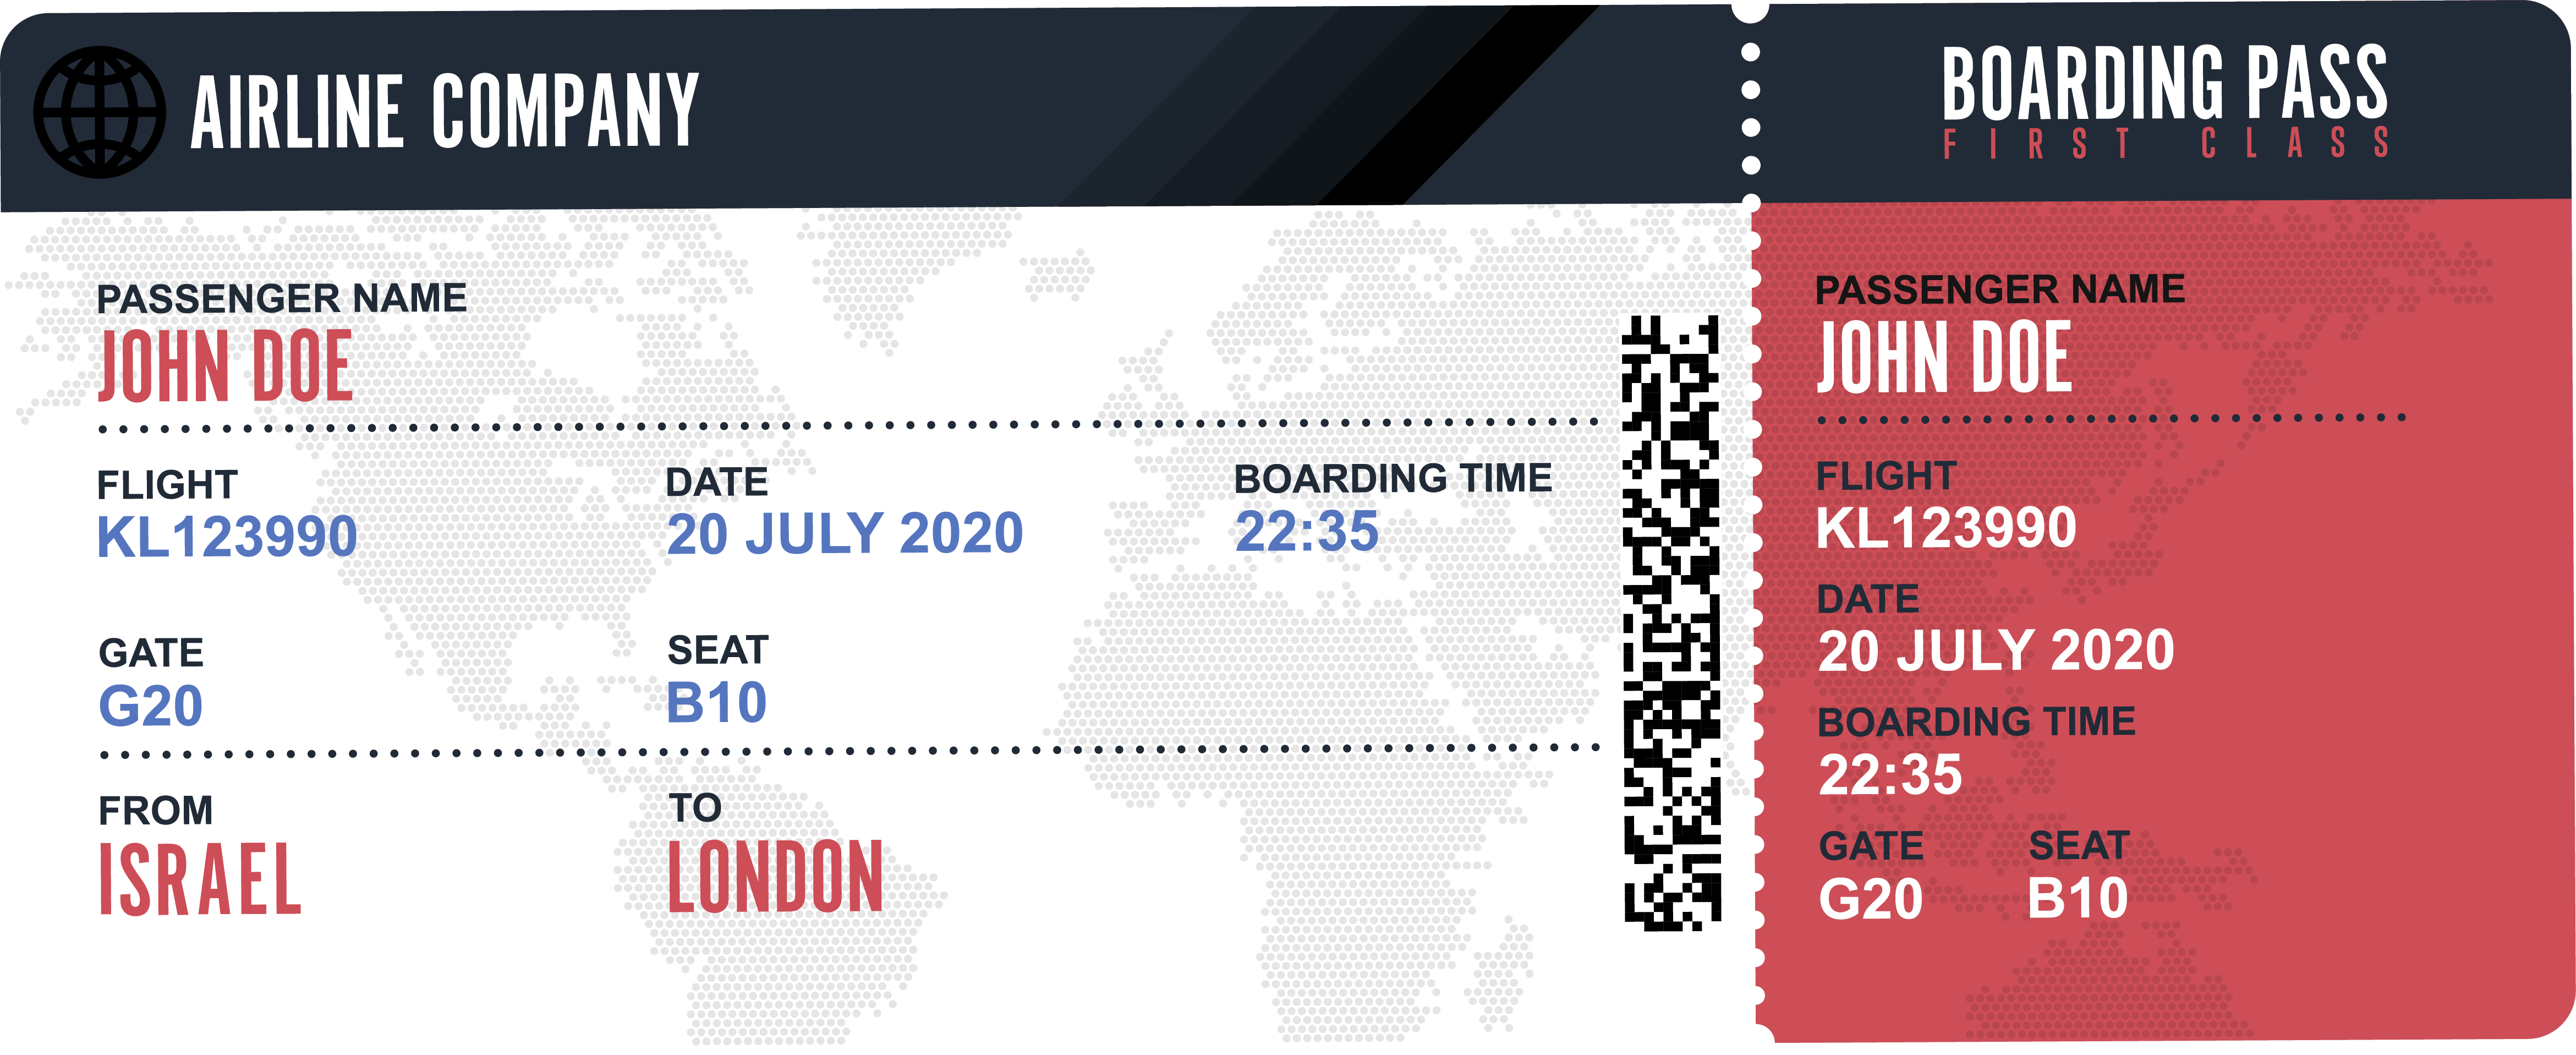 AIRLINE COMPANY
PASSENGER NAME
JOHN DOE
FLIGHT DATE BOARDING TIME
KL123990 20 JULY 2020 22:35
GATE SEAT
G20 B10
FROM TO
ISRAEL LONDON
BOARDING PASS
FIRST CLASS
PASSENGER NAME
JOHN DOE
FLIGHT
KL123990
DATE
20 JULY 2020
BOARDING TIME
22:35
GATE SEAT
G20 B10